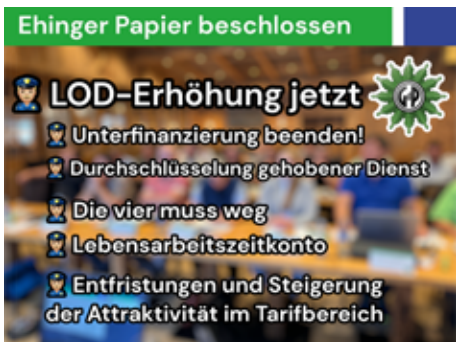 Ehinger Papier beschlossen
LOD-Erhöhung jetzt
GdP
Unterfinanzierung beenden!
Durchschlüsselung gehobener Dienst
Die vier muss weg
Lebensarbeitszeitkonto
Entfristungen und Steigerung
der Attraktivität im Tarifbereich